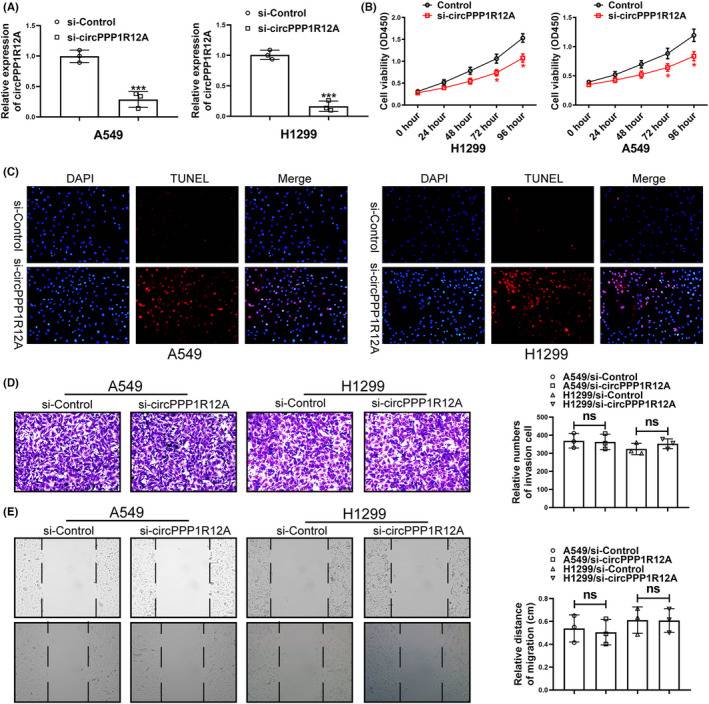 (A)
si-Control
si-circPPP1R12A
Relative expression
of circPPP1R12A
1.5
1.0
0.5
0.0
***
A549
si-Control
si-circPPP1R12A
Relative expression
of circPPP1R12A
1.5
1.0
0.5
0.0
***
H1299
(B)
Control
si-circPPP1R12A
Cell viability (OD450)
2.0
1.5
1.0
0.5
0.0
*
*
0 hour
24 hour
48 hour
72 hour
96 hour
H1299
Control
si-circPPP1R12A
Cell viability (OD450)
1.5
1.0
0.5
0.0
*
*
0 hour
24 hour
48 hour
72 hour
96 hour
A549
(C)
DAPI TUNEL Merge
si-Control
si-circPPP1R12A
A549
DAPI TUNEL Merge
si-Control
si-circPPP1R12A
H1299
(D)
A549 H1299
si-Control si-circPPP1R12A si-Control si-circPPP1R12A
A549/si-Control
A549/si-circPPP1R12A
H1299/si-Control
H1299/si-circPPP1R12A
Relative numbers
of invasion cell
600
500
400
300
200
100
0
ns
ns
(E)
A549 H1299
si-Control si-circPPP1R12A si-Control si-circPPP1R12A
A549/si-Control
A549/si-circPPP1R12A
H1299/si-Control
H1299/si-circPPP1R12A
Relative distance
of migration (cm)
0.8
0.6
0.4
0.2
0.0
ns
ns